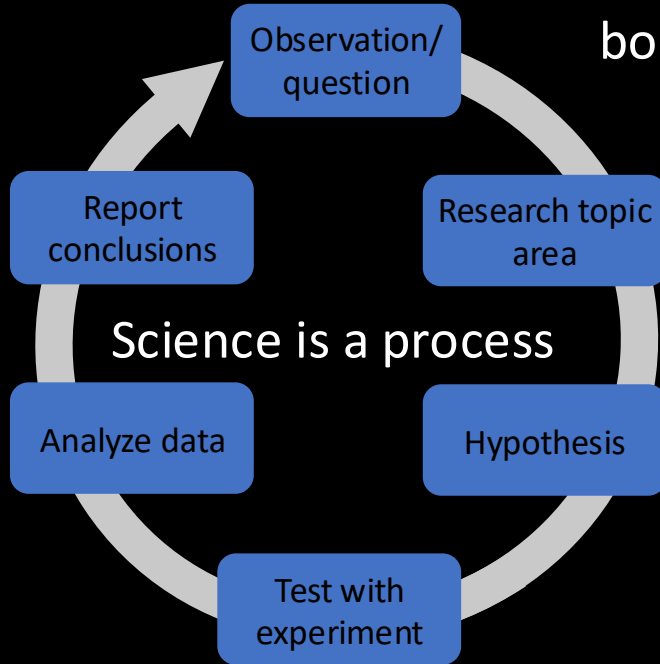 Observation/
question
bo
Research topic
area
Hypothesis
Test with
experiment
Analyze data
Report
conclusions
Science is a process